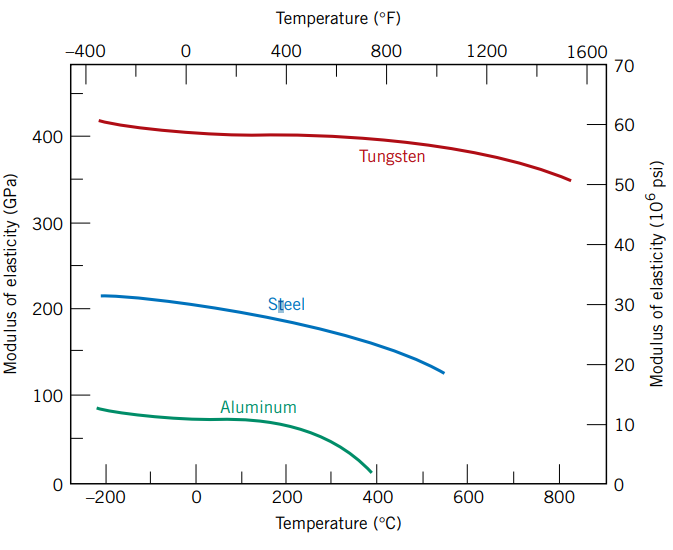 Temperature (°F)
−400 0 400 800 1200 1600
70
60
50
40
30
20
10
0
Modulus of elasticity (10⁶ psi)
Modulus of elasticity (GPa)
400
300
200
100
0
Tungsten
Steel
Aluminum
−200 0 200 400 600 800
Temperature (°C)